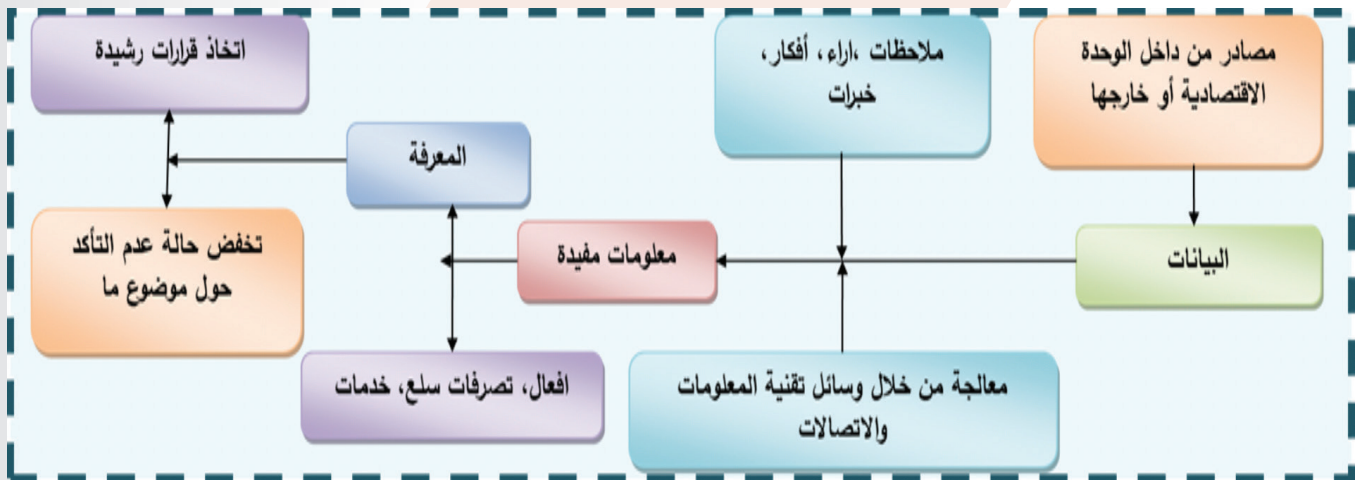 مصادر من داخل الوحدة
الاقتصادية أو خارجها
ملاحظات ،اراء، أفكار،
خبرات
اتخاذ قرارات رشيدة
المعرفة
البيانات
معلومات مفيدة
تخفض حالة عدم التأكد
حول موضوع ما
معالجة من خلال وسائل تقنية المعلومات
والاتصالات
افعال، تصرفات سلع، خدمات